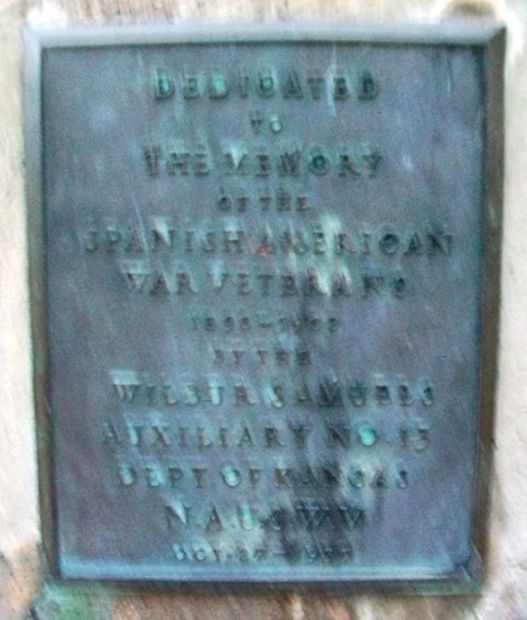 DEDICATED
TO
THE MEMORY
OF THE
SPANISH AMERICAN
WAR VETERANS
BY THE
WILBUR SAMUELS
AUXILIARY NO. 13
DEPT. OF KANSAS
N.A.U.S.W.V.